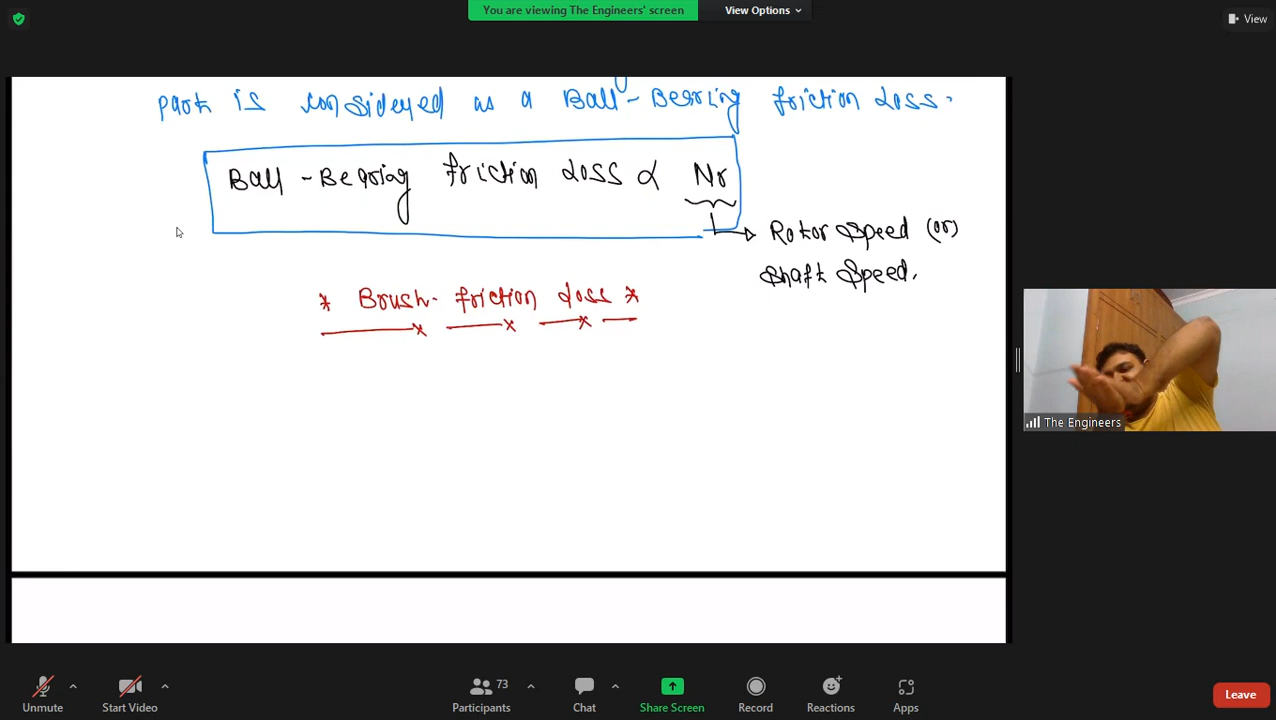 You are viewing The Engineers' screen
View Options
View
part is considered as a Ball-Bearing friction Loss.
Ball-Bearing friction Loss ∝ Nr
Rotor Speed (or)
Shaft Speed.
* Brush-friction Loss *
The Engineers
73
Unmute
Start Video
Participants
Chat
Share Screen
Record
Reactions
Apps
Leave